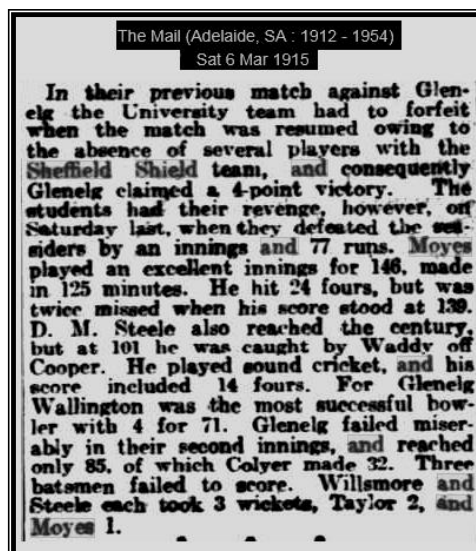 The Mail (Adelaide, SA : 1912 - 1954)
Sat 6 Mar 1915
In their previous match against Glen-
elg the University team had to forfeit
when the match was resumed owing to
the absence of several players with the
Sheffield Shield team, and consequently
Glenelg claimed a 4-point victory. The
students had their revenge, however, on
Saturday last, when they defeated the sea-
siders by an innings and 77 runs. Moyes
played an excellent innings for 146, made
in 125 minutes. He hit 24 fours, but was
twice missed when his score stood at 139.
D. M. Steele also reached the century,
but at 101 he was caught by Waddy off
Cooper. He played sound cricket, and his
score included 14 fours. For Glenelg
Wallington was the most successful bow-
ler with 4 for 71. Glenelg failed miser-
ably in their second innings, and reached
only 85, of which Colyer made 32. Three
batsmen failed to score. Willsmore and
Steele each took 3 wickets, Taylor 2, and
Moyes 1.